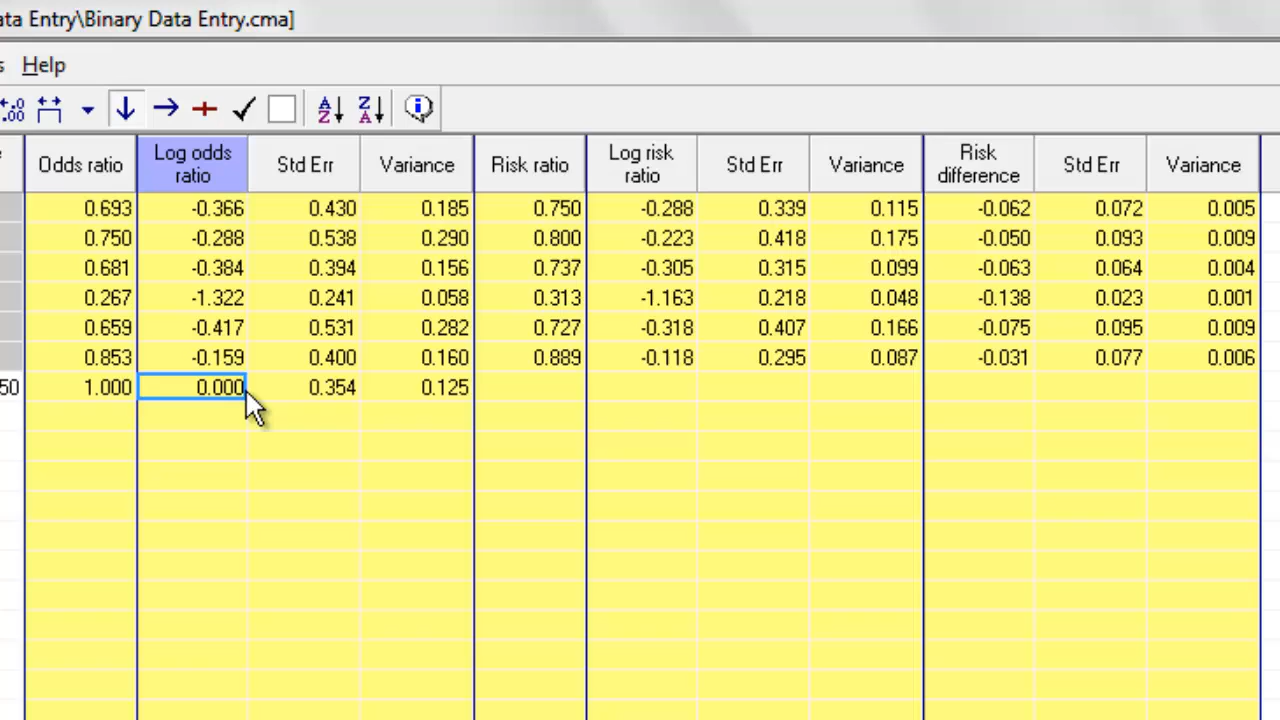 ata Entry\Binary Data Entry.cma]
s Help
Odds ratio Log odds ratio Std Err Variance Risk ratio Log risk ratio Std Err Variance Risk difference Std Err Variance
0.693 -0.366 0.430 0.185 0.750 -0.288 0.339 0.115 -0.062 0.072 0.005
0.750 -0.288 0.538 0.290 0.800 -0.223 0.418 0.175 -0.050 0.093 0.009
0.681 -0.384 0.394 0.156 0.737 -0.305 0.315 0.099 -0.063 0.064 0.004
0.267 -1.322 0.241 0.058 0.313 -1.163 0.218 0.048 -0.138 0.023 0.001
0.659 -0.417 0.531 0.282 0.727 -0.318 0.407 0.166 -0.075 0.095 0.009
0.853 -0.159 0.400 0.160 0.889 -0.118 0.295 0.087 -0.031 0.077 0.006
50 1.000 0.000 0.354 0.125